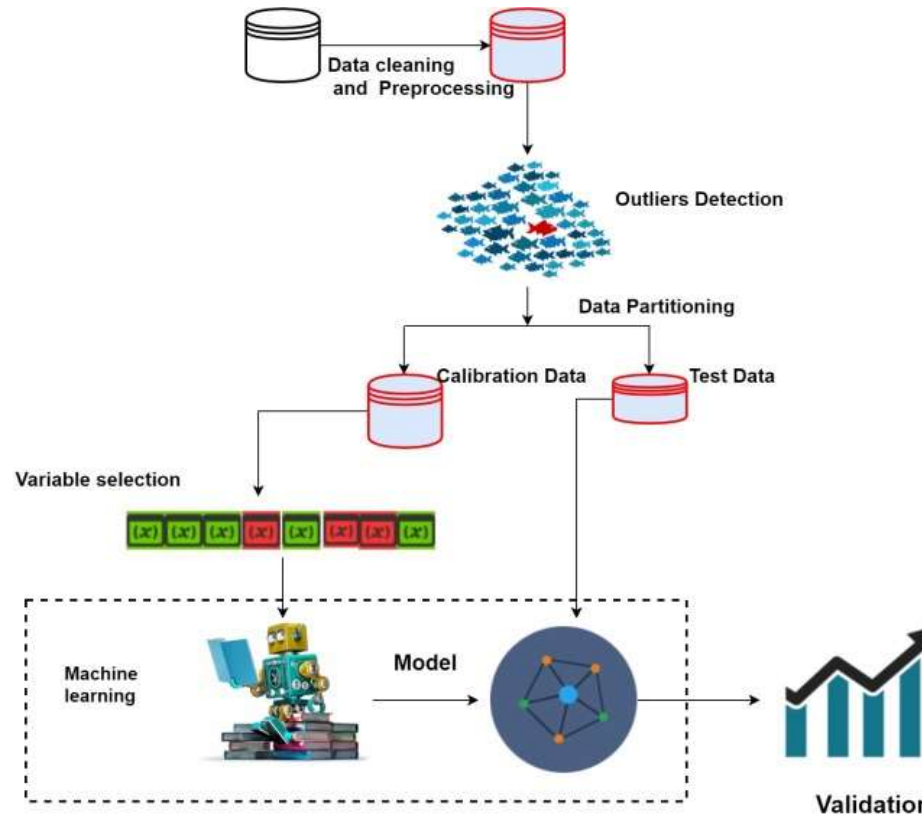 Data cleaning
and Preprocessing
Outliers Detection
Data Partitioning
Calibration Data
Test Data
Variable selection
(x) (x) (x) (x) (x) (x) (x) (x)
Machine
learning
Model
Validation